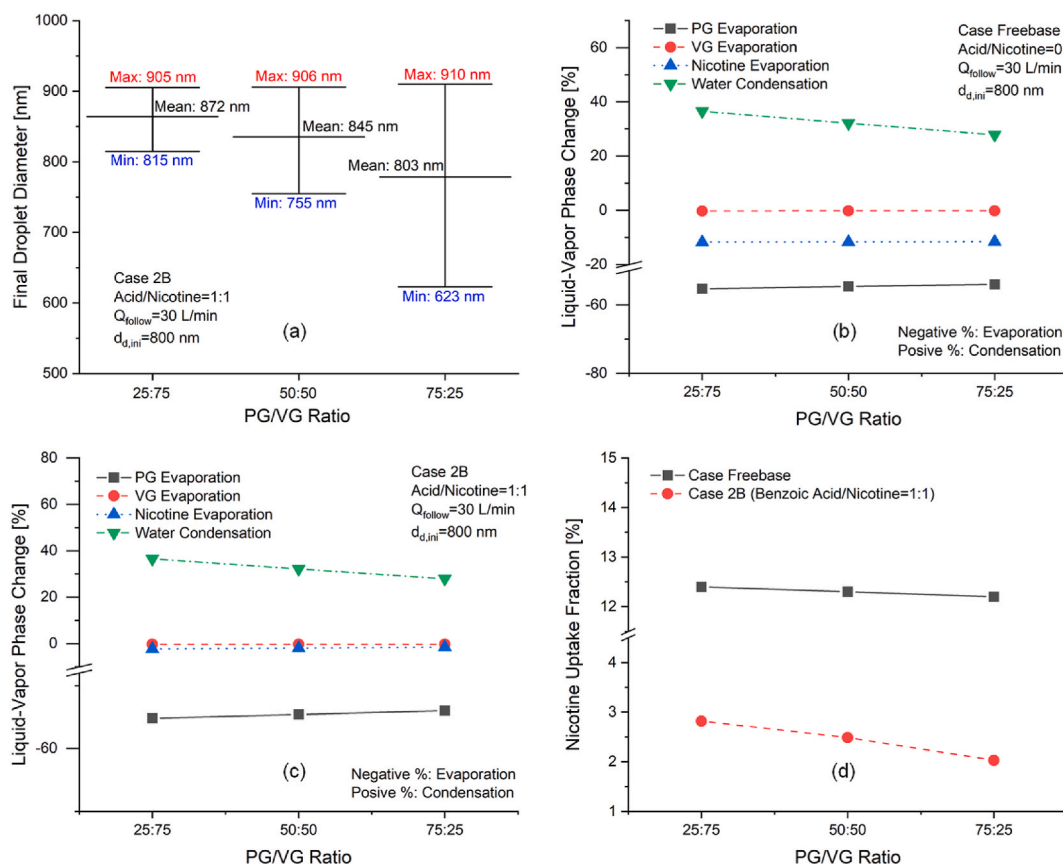 1000
900
800
700
600
500
Final Droplet Diameter [nm]
Max: 905 nm
Mean: 872 nm
Min: 815 nm
Max: 906 nm
Mean: 845 nm
Min: 755 nm
Max: 910 nm
Mean: 803 nm
Min: 623 nm
Case 2B
Acid/Nicotine=1:1
Qfollow=30 L/min
dd,ini=800 nm
(a)
25:75
50:50
75:25
PG/VG Ratio
60
40
20
0
-20
-60
-80
Liquid-Vapor Phase Change [%]
PG Evaporation
VG Evaporation
Nicotine Evaporation
Water Condensation
Case Freebase
Acid/Nicotine=0
Qfollow=30 L/min
dd,ini=800 nm
(b)
Negative %: Evaporation
Posive %: Condensation
25:75
50:50
75:25
PG/VG Ratio
80
60
40
20
0
-60
Liquid-Vapor Phase Change [%]
PG Evaporation
VG Evaporation
Nicotine Evaporation
Water Condensation
Case 2B
Acid/Nicotine=1:1
Qfollow=30 L/min
dd,ini=800 nm
(c)
Negative %: Evaporation
Posive %: Condensation
25:75
50:50
75:25
PG/VG Ratio
15
14
13
12
4
3
2
1
Nicotine Uptake Fraction [%]
Case Freebase
Case 2B (Benzoic Acid/Nicotine=1:1)
(d)
25:75
50:50
75:25
PG/VG Ratio